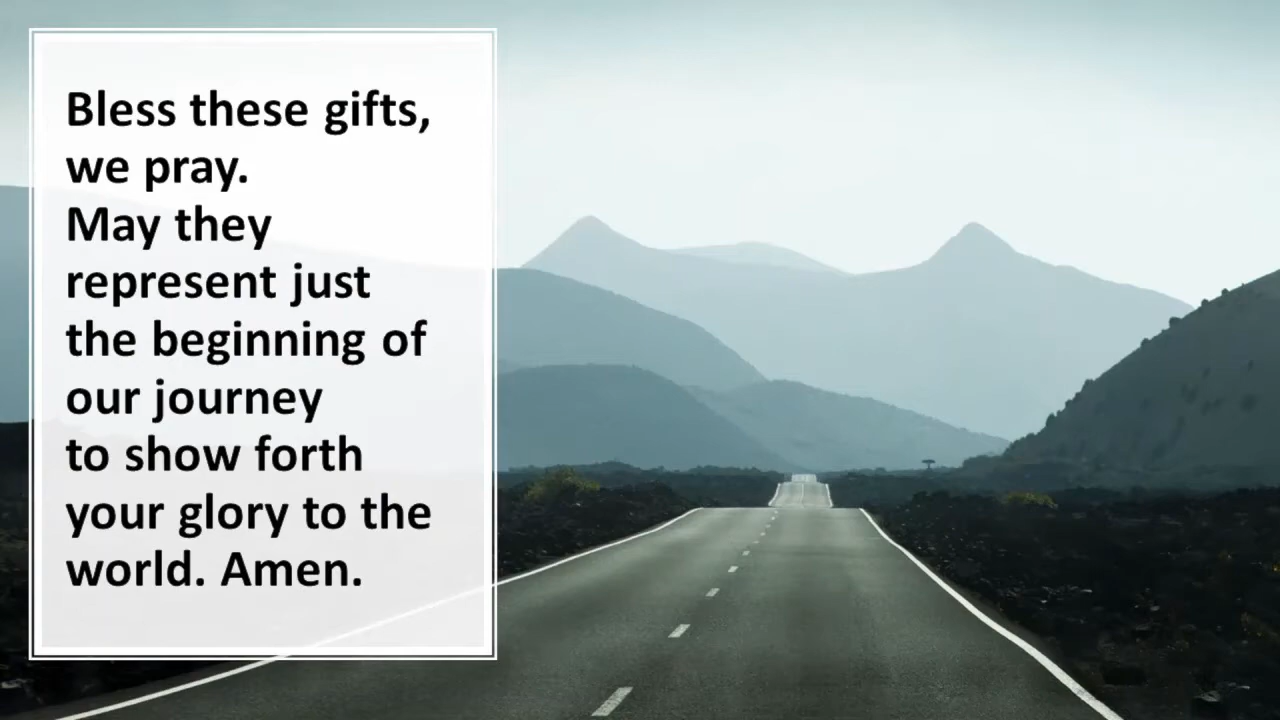 Bless these gifts,
we pray.
May they
represent just
the beginning of
our journey
to show forth
your glory to the
world. Amen.